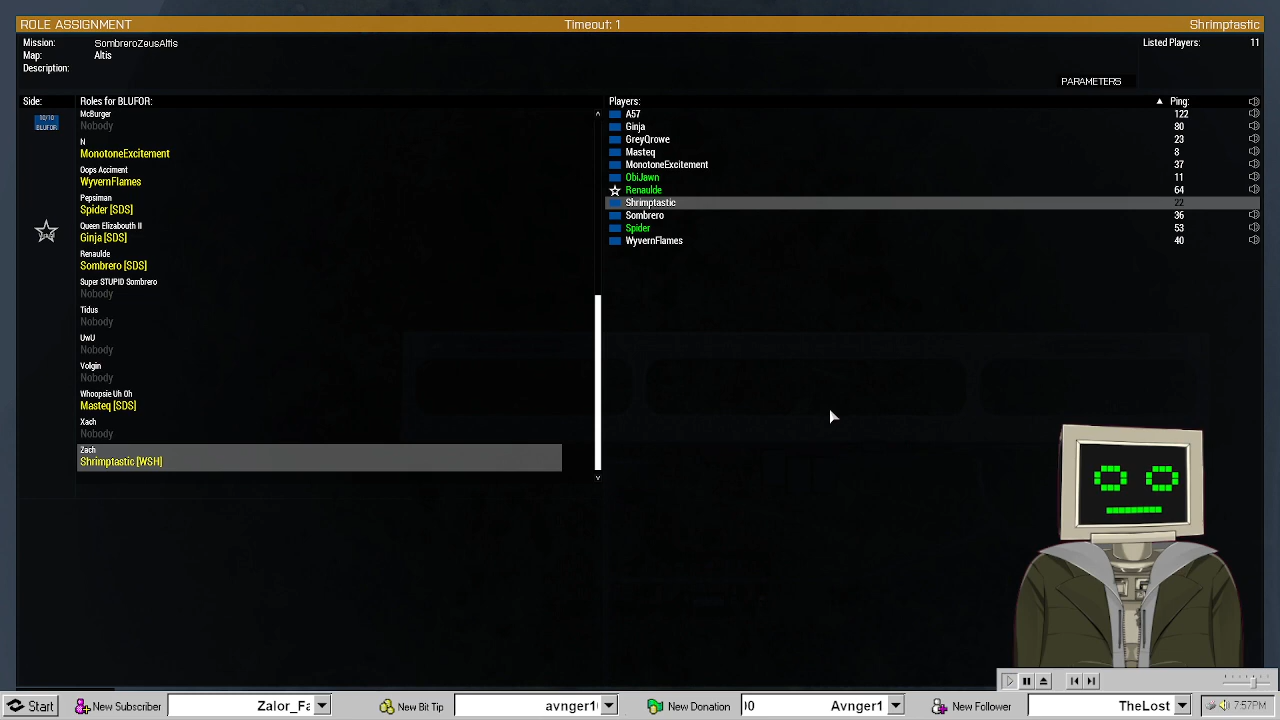 ROLE ASSIGNMENT
Timeout: 1
Shrimptastic
Mission: SombreroZeusAltis
Map: Altis
Description:
Listed Players: 11
PARAMETERS
Side:
10/10
BLUFOR
Roles for BLUFOR:
McBurger
Nobody
N
MonotoneExcitement
Oops Acciment
WyvernFlames
Pepsiman
Spider [SDS]
Queen Elizabouth II
Ginja [SDS]
Renaulde
Sombrero [SDS]
Super STUPID Sombrero
Nobody
Tidus
Nobody
UwU
Nobody
Volgin
Nobody
Whoopsie Uh Oh
Masteq [SDS]
Xach
Nobody
Zach
Shrimptastic [WSH]
Players: Ping:
A57 122
Ginja 80
GreyQrowe 23
Masteq 8
MonotoneExcitement 37
ObiJawn 11
Renaulde 64
Shrimptastic 22
Sombrero 36
Spider 53
WyvernFlames 40
Start
New Subscriber
Zalor_Fa
New Bit Tip
avnger1
New Donation
Avnger1
New Follower
TheLost
7:57PM